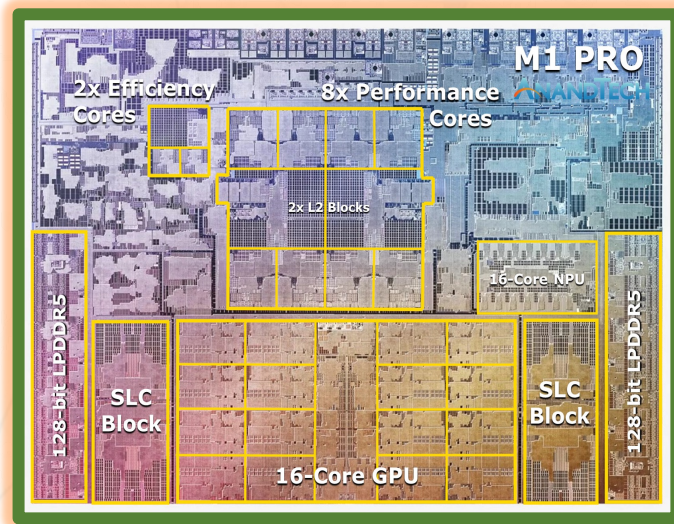 M1 PRO
ANANDTECH
2x Efficiency
Cores
8x Performance
Cores
2x L2 Blocks
16-Core NPU
128-bit LPDDR5
128-bit LPDDR5
SLC
Block
SLC
Block
16-Core GPU